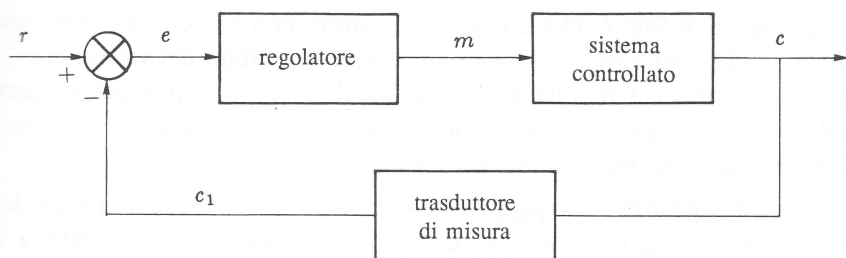 r
e
regolatore
m
sistema
controllato
c
+
−
c₁
trasduttore
di misura